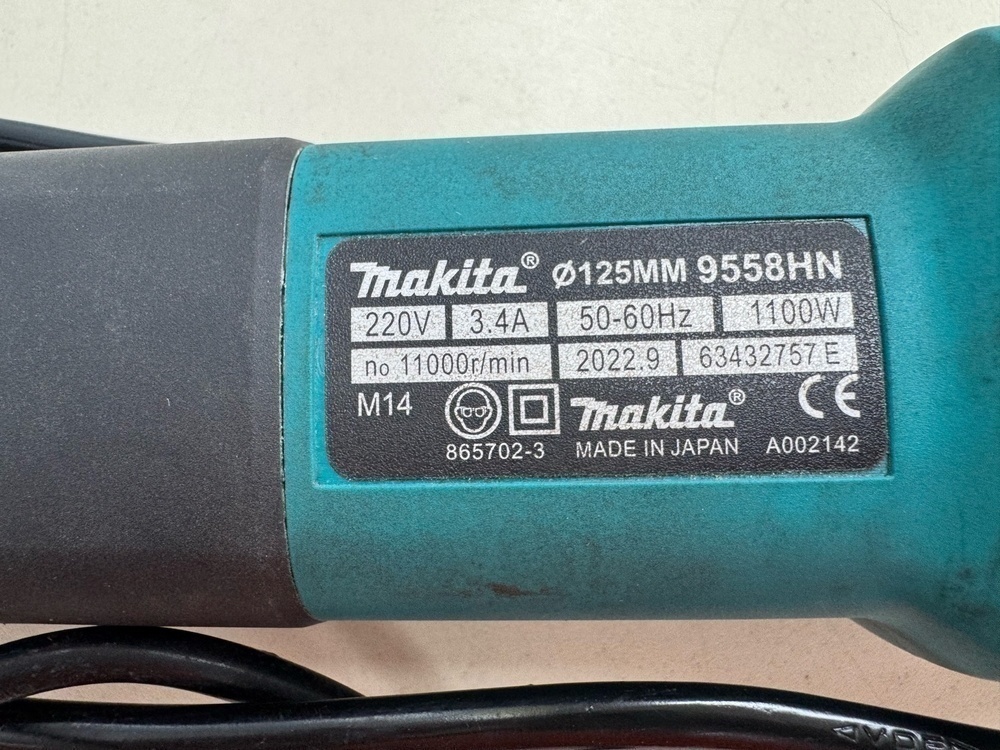 Makita® Ø125MM 9558HN
220V 3.4A 50-60Hz 1100W
no 11000r/min 2022.9 63432757 E
M14 Makita® CE
865702-3 MADE IN JAPAN A002142